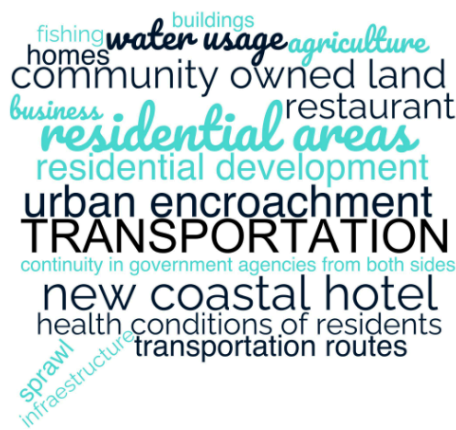 buildings
fishing water usage agriculture
homes
community owned land
business restaurant
residential areas
residential development
urban encroachment
TRANSPORTATION
continuity in government agencies from both sides
new coastal hotel
health conditions of residents
transportation routes
sprawl
infraestructure